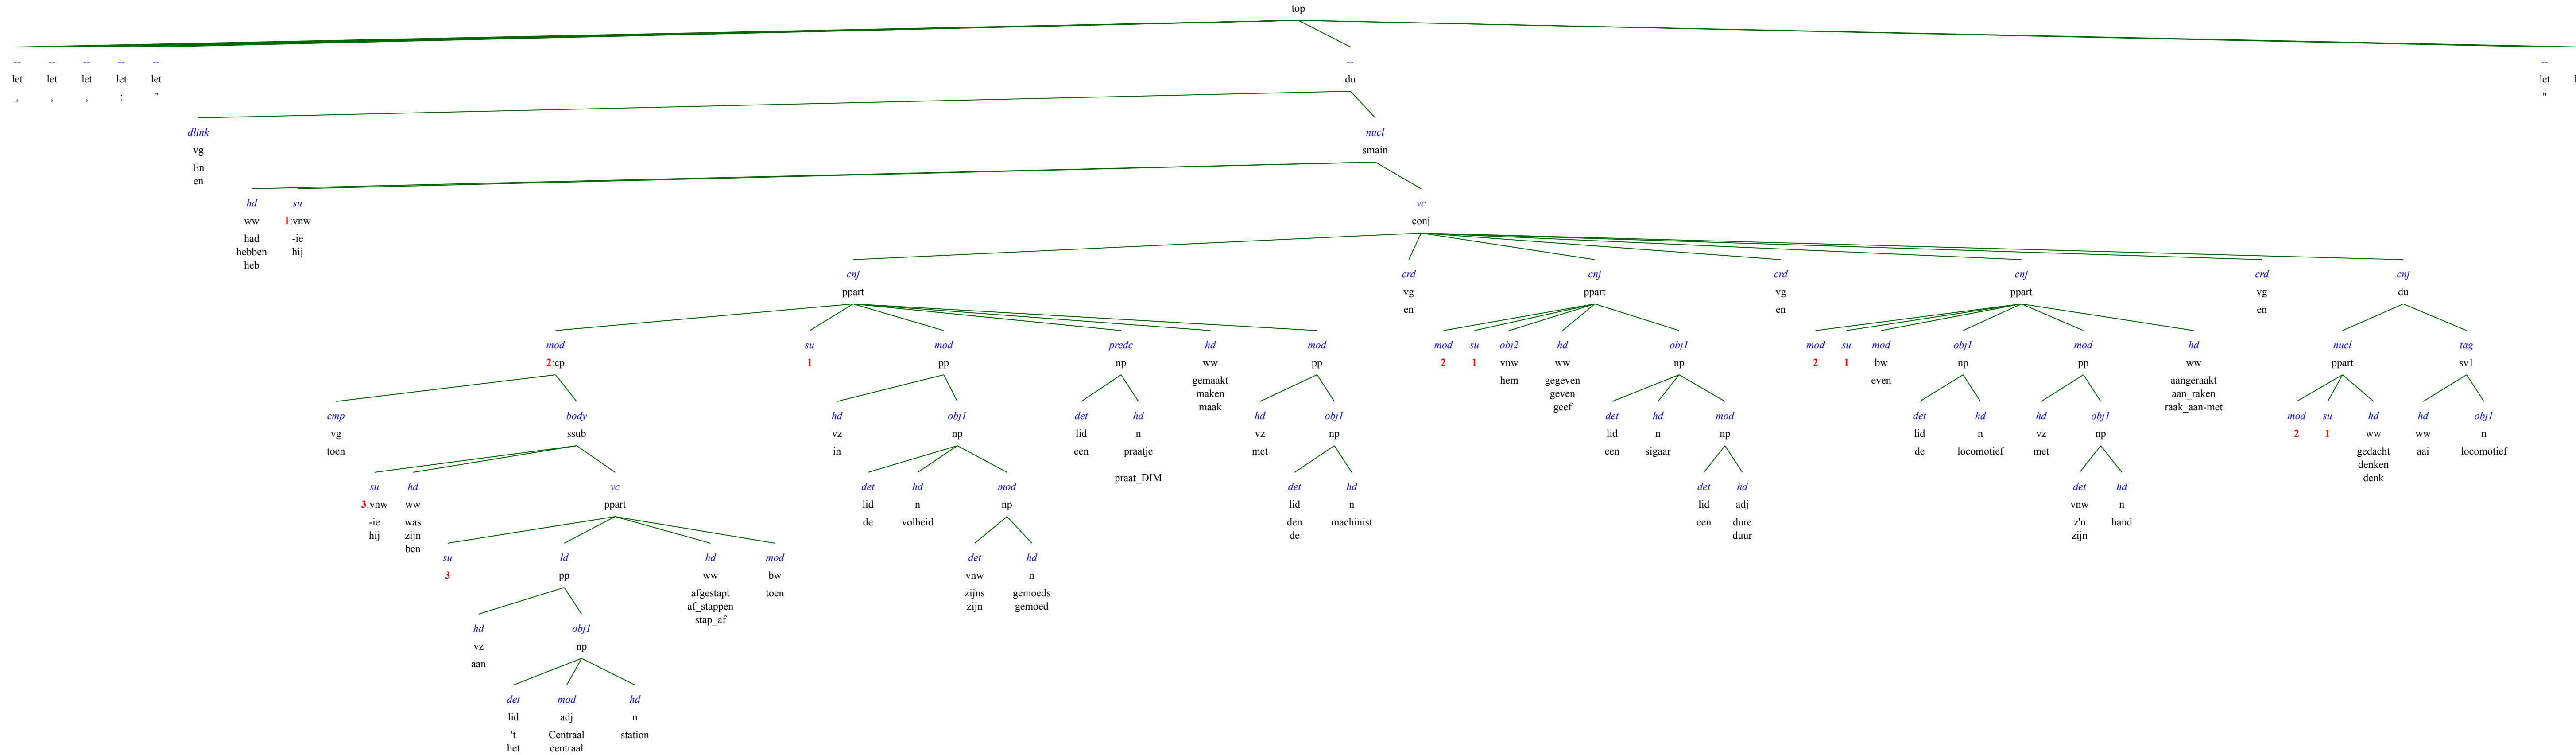 top
-- -- -- -- -- -- --
let let let let let du let
, , , : " "
dlink nucl
vg smain
En
en
hd su vc
ww 1:vnw conj
had -ie
hebben hij
heb
cnj crd cnj crd cnj crd cnj
ppart vg ppart vg ppart vg du
en en en
mod su mod predc hd mod mod su obj2 hd obj1 mod su mod obj1 mod hd nucl tag
2:cp 1 pp np ww pp 2 1 vnw ww np 2 1 bw np pp ww ppart sv1
gemaakt hem gegeven even aangeraakt
maken geven aan_raken
maak geef raak_aan-met
cmp body hd obj1 det hd hd obj1 det hd mod det hd hd obj1 mod su hd hd obj1
vg ssub vz np lid n vz np lid n np lid n vz np 2 1 ww ww n
toen in een praatje met een sigaar de locomotief met gedacht aai locomotief
denken
praat_DIM denk
su hd vc det hd mod det hd det hd det hd
3:vnw ww ppart lid n np lid n lid adj vnw n
-ie was de volheid den machinist een dure z'n hand
hij zijn de duur zijn
ben
su ld hd mod det hd
3 pp ww bw vnw n
afgestapt toen zijns gemoeds
af_stappen zijn gemoed
stap_af
hd obj1
vz np
aan
det mod hd
lid adj n
't Centraal station
het centraal